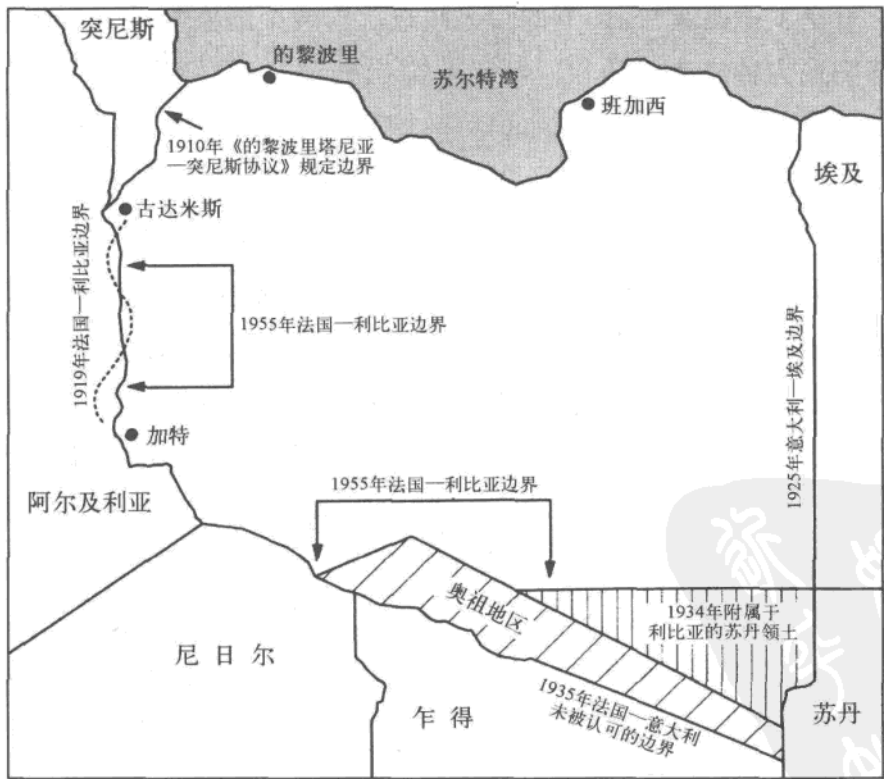 突尼斯
的黎波里
苏尔特湾
班加西
1910年《的黎波里塔尼亚
—突尼斯协议》规定边界
埃及
古达米斯
1919年法国—利比亚边界
1955年法国—利比亚边界
1925年意大利—埃及边界
加特
阿尔及利亚
1955年法国—利比亚边界
奥祖地区
1934年附属于
利比亚的苏丹领土
尼日尔
1935年法国—意大利
未被认可的边界
乍得
苏丹